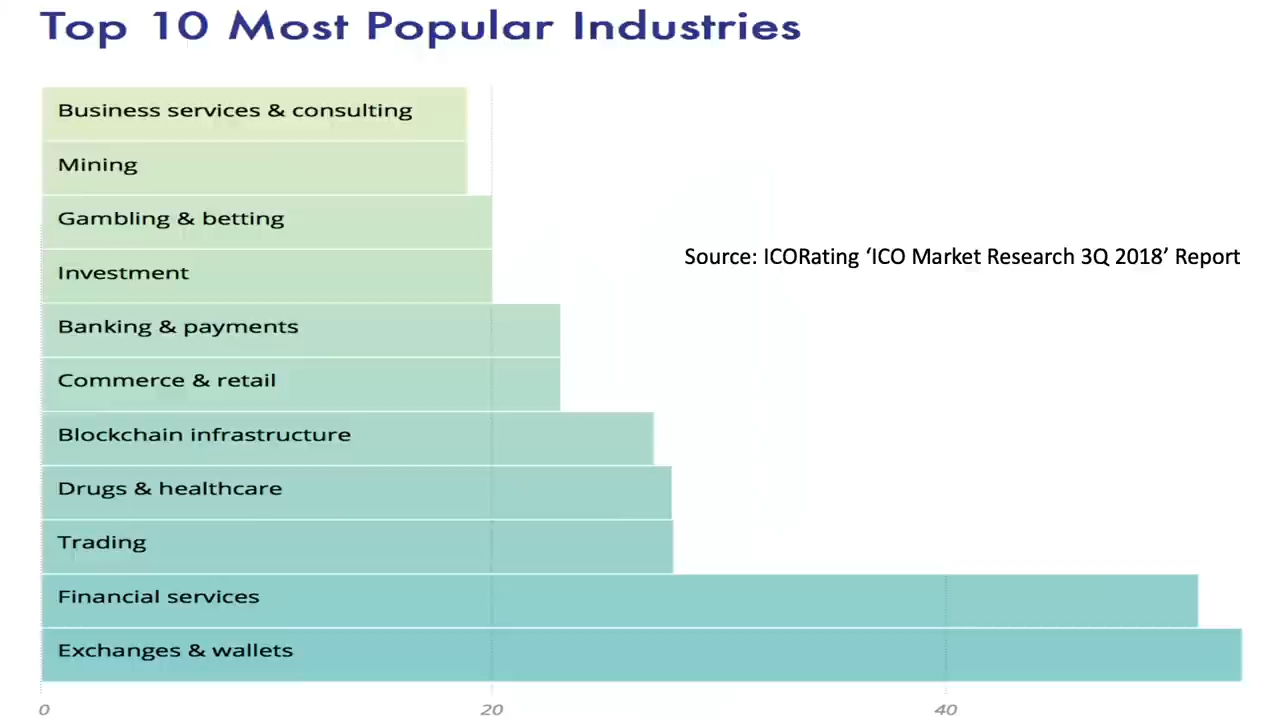 Top 10 Most Popular Industries
Business services & consulting
Mining
Gambling & betting
Source: ICORating ‘ICO Market Research 3Q 2018’ Report
Investment
Banking & payments
Commerce & retail
Blockchain infrastructure
Drugs & healthcare
Trading
Financial services
Exchanges & wallets
0 20 40